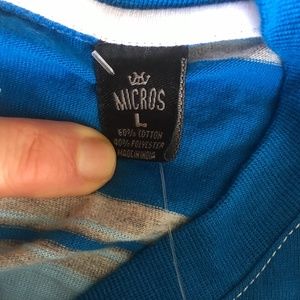 MICROS
L
60% COTTON
40% POLYESTER
MADE IN INDIA